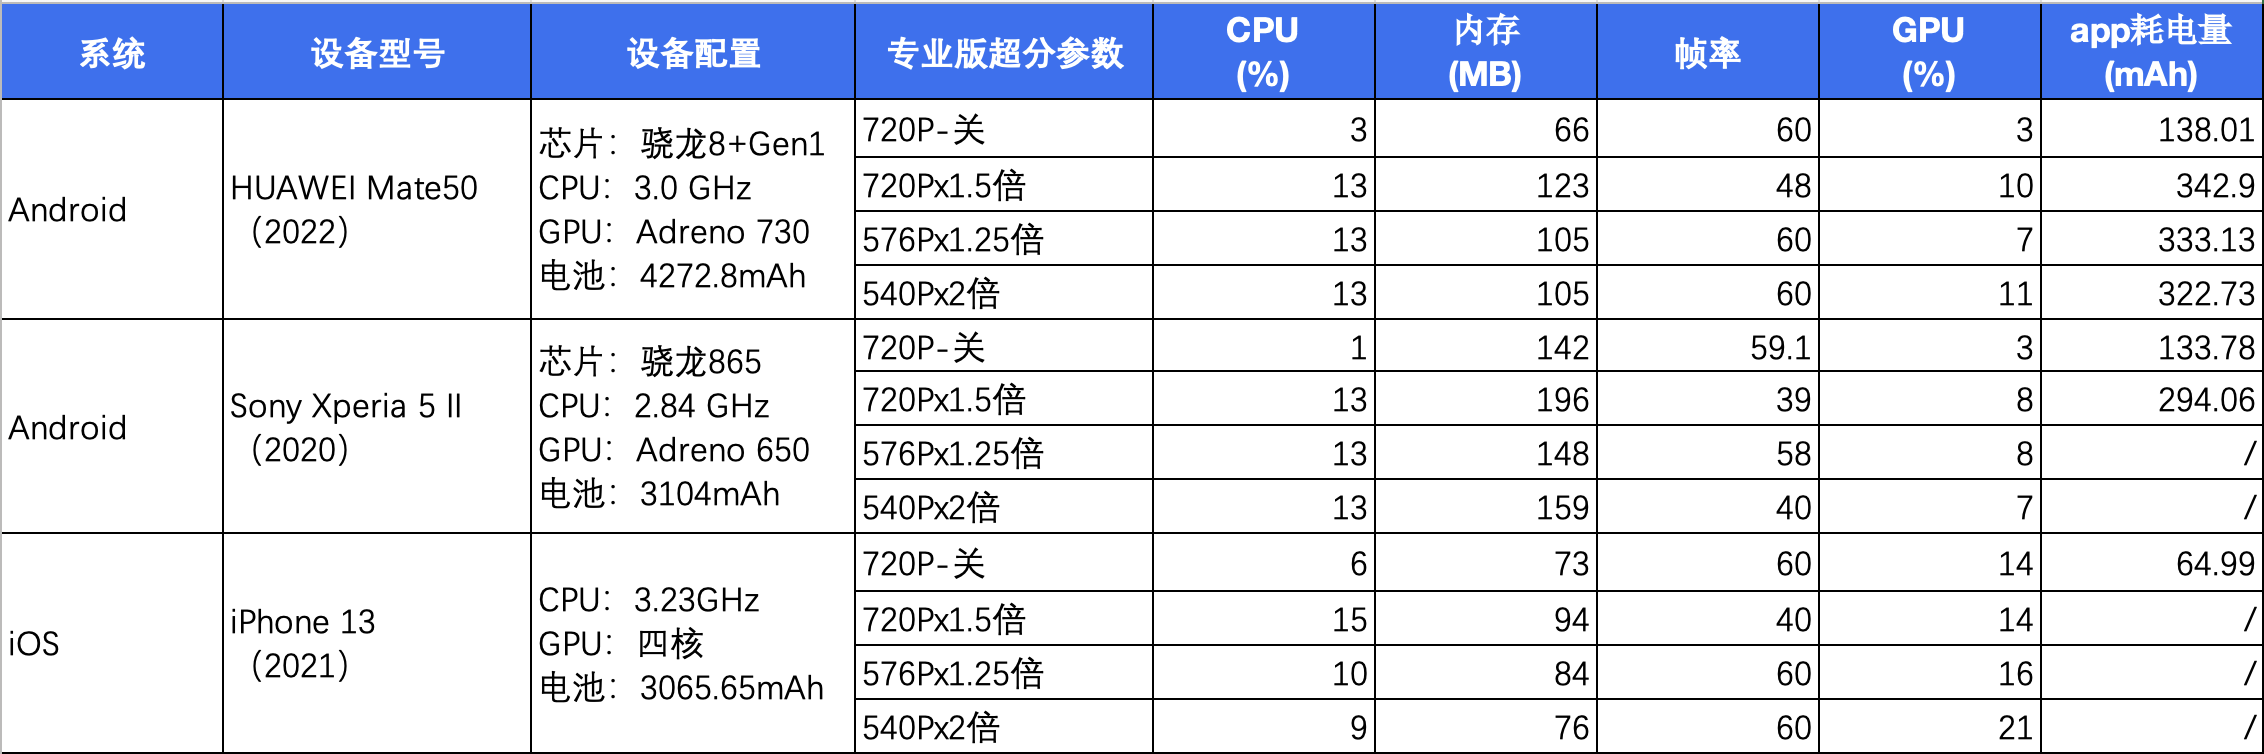 系统 设备型号 设备配置 专业版超分参数 CPU (%) 内存 (MB) 帧率 GPU (%) app耗电量 (mAh)
Android
HUAWEI Mate50
（2022）
芯片：骁龙8+Gen1
CPU：3.0 GHz
GPU：Adreno 730
电池：4272.8mAh
720P-关 3 66 60 3 138.01
720Px1.5倍 13 123 48 10 342.9
576Px1.25倍 13 105 60 7 333.13
540Px2倍 13 105 60 11 322.73
Android
Sony Xperia 5 II
（2020）
芯片：骁龙865
CPU：2.84 GHz
GPU：Adreno 650
电池：3104mAh
720P-关 1 142 59.1 3 133.78
720Px1.5倍 13 196 39 8 294.06
576Px1.25倍 13 148 58 8 /
540Px2倍 13 159 40 7 /
iOS
iPhone 13
（2021）
CPU：3.23GHz
GPU：四核
电池：3065.65mAh
720P-关 6 73 60 14 64.99
720Px1.5倍 15 94 40 14 /
576Px1.25倍 10 84 60 16 /
540Px2倍 9 76 60 21 /